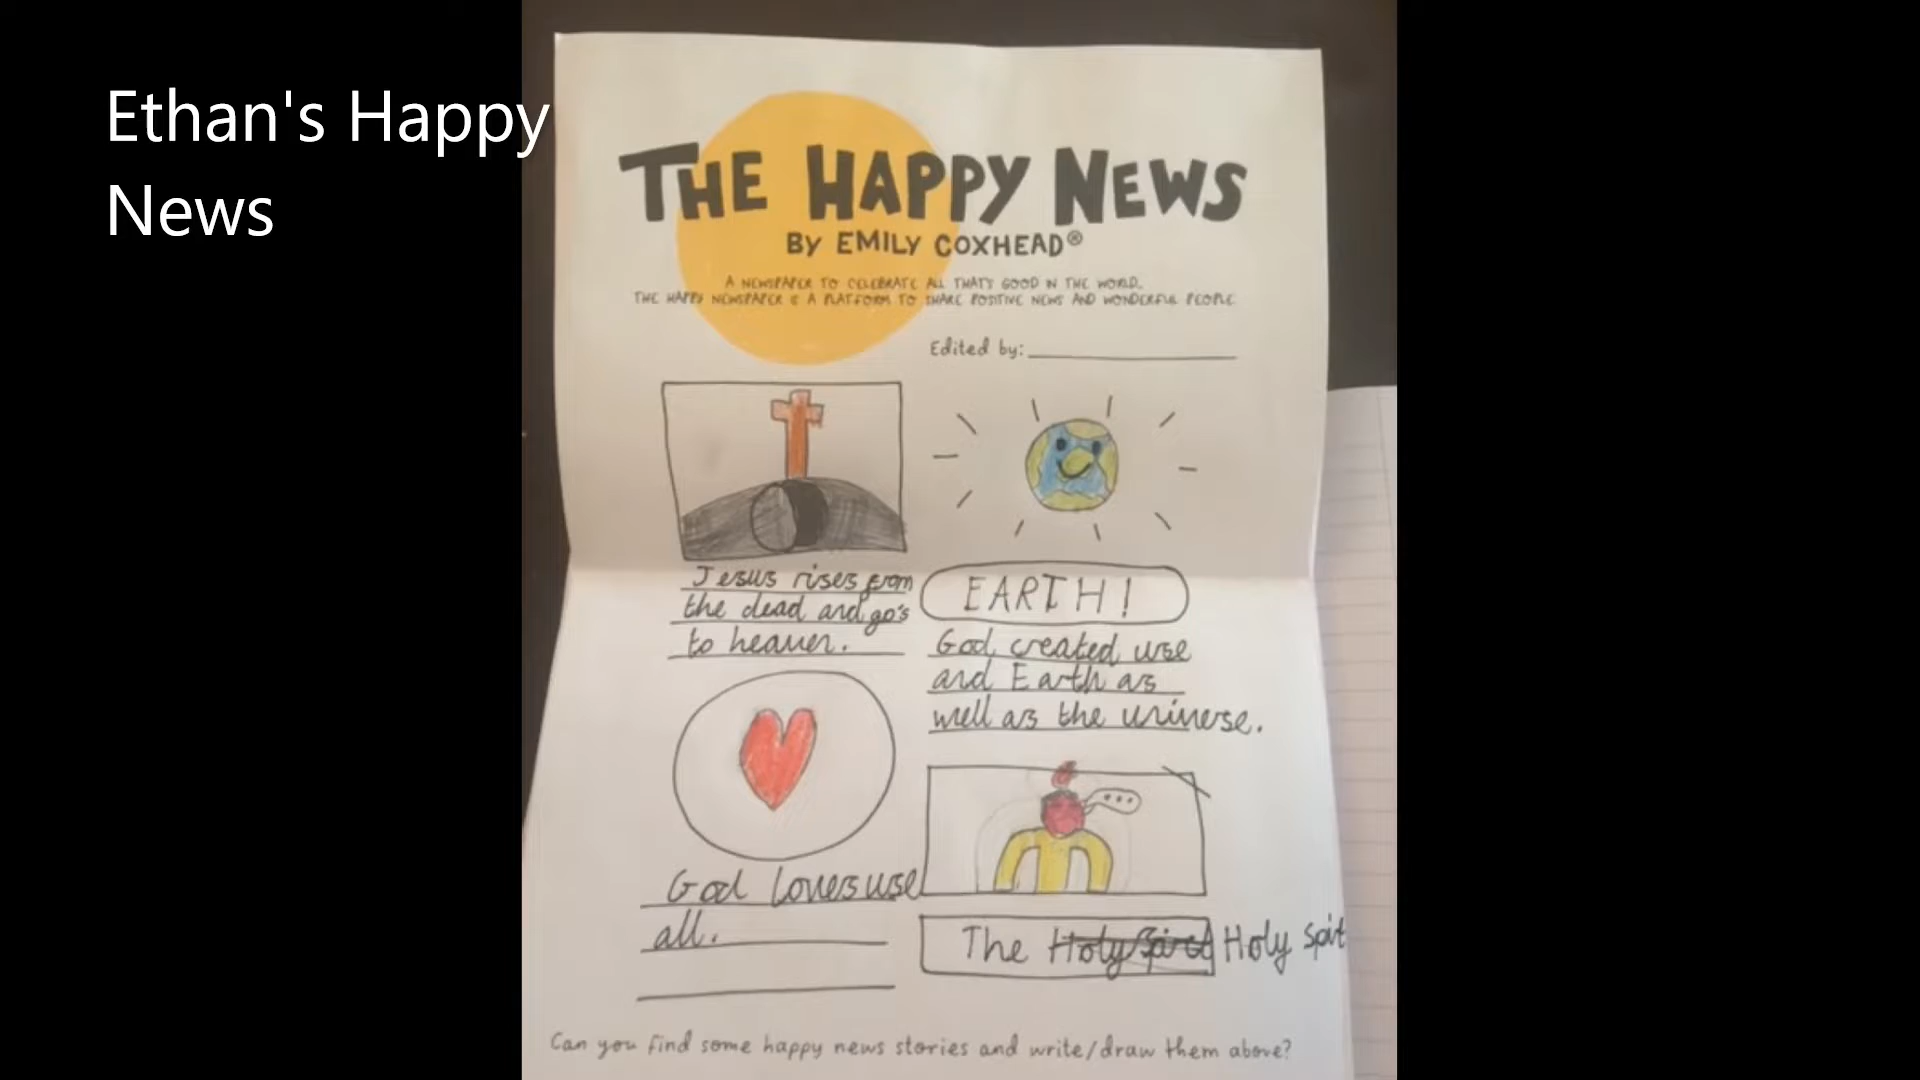 Ethan's Happy
News
THE HAPPY NEWS
BY EMILY COXHEAD®
A NEWSPAPER TO CELEBRATE ALL THAT'S GOOD IN THE WORLD.
THE HAPPY NEWSPAPER IS A PLATFORM TO SHARE POSITIVE NEWS AND WONDERFUL PEOPLE
Edited by:
Jesus rises from
the dead and go's
to heaven.
EARTH!
God created use
and Earth as
well as the universe.
God loves use
all.
The Holy Spirit Holy Spit
Can you find some happy news stories and write/draw them above?